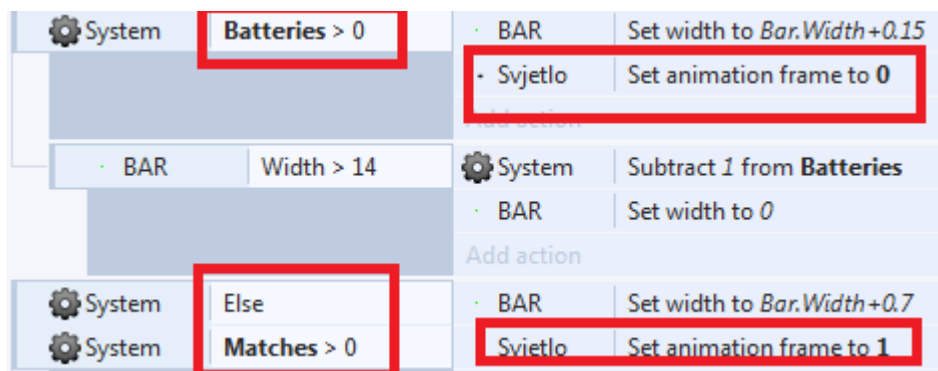 System Batteries > 0 BAR Set width to Bar.Width+0.15
Svjetlo Set animation frame to 0
Add action
BAR Width > 14 System Subtract 1 from Batteries
BAR Set width to 0
Add action
System Else BAR Set width to Bar.Width+0.7
System Matches > 0 Svjetlo Set animation frame to 1